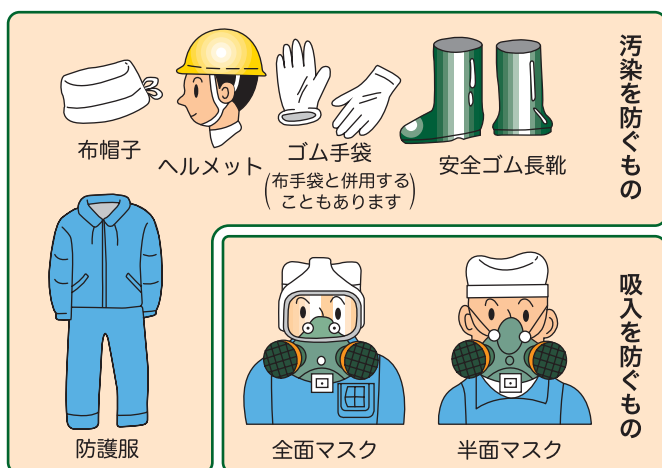 汚染を防ぐもの
布帽子
ヘルメット
ゴム手袋
(布手袋と併用する
こともあります)
安全ゴム長靴
防護服
吸入を防ぐもの
全面マスク
半面マスク